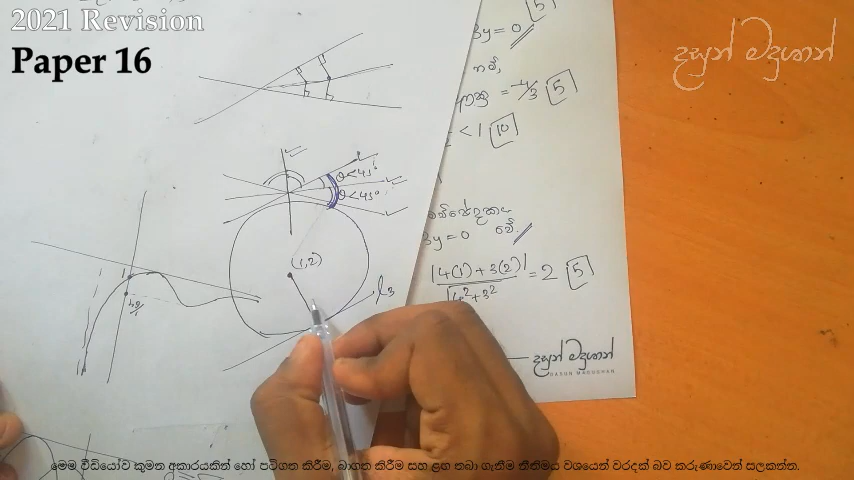 2021 Revision
Paper 16
දසුන් මදුශාන්
5
3y = 0
නම්,
= -4/3 5
< 1 10
θ<45°
θ<45°
(1,2)
l3
3y = 0 වේ.
|4(1) + 3(2)| = 2 5
√4² + 3²
දසුන් මදුශාන්
DASUN MADUSHAN
මෙම වීඩියෝව කුමන අකාරයකින් හෝ පටිගත කිරීම, බාගත කිරීම සහ ළඟ තබා ගැනීම නීතිමය වශයෙන් වරදක් බව කරුණාවෙන් සලකන්න.